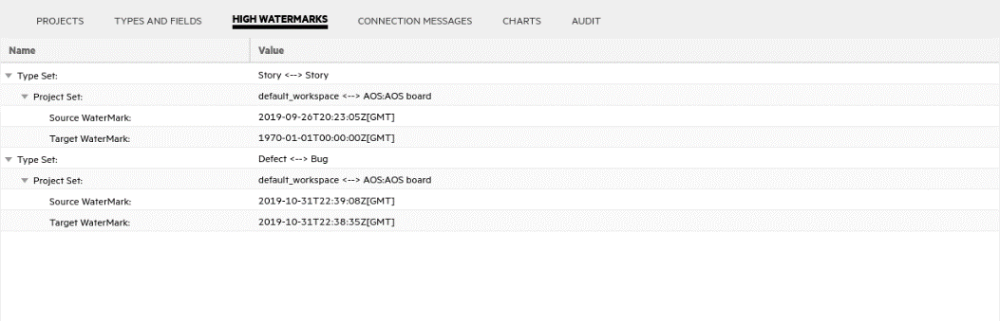 PROJECTS TYPES AND FIELDS HIGH WATERMARKS CONNECTION MESSAGES CHARTS AUDIT
Name Value
Type Set: Story <--> Story
Project Set: default_workspace <--> AOS:AOS board
Source WaterMark: 2019-09-26T20:23:05Z[GMT]
Target WaterMark: 1970-01-01T00:00:00Z[GMT]
Type Set: Defect <--> Bug
Project Set: default_workspace <--> AOS:AOS board
Source WaterMark: 2019-10-31T22:39:08Z[GMT]
Target WaterMark: 2019-10-31T22:38:35Z[GMT]